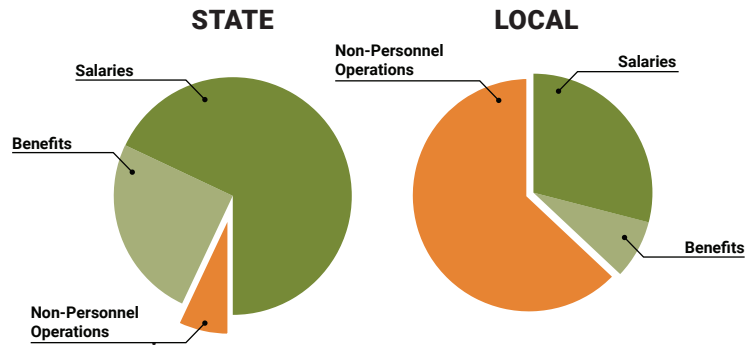 STATE
LOCAL
Salaries
Benefits
Non-Personnel
Operations
Non-Personnel
Operations
Salaries
Benefits